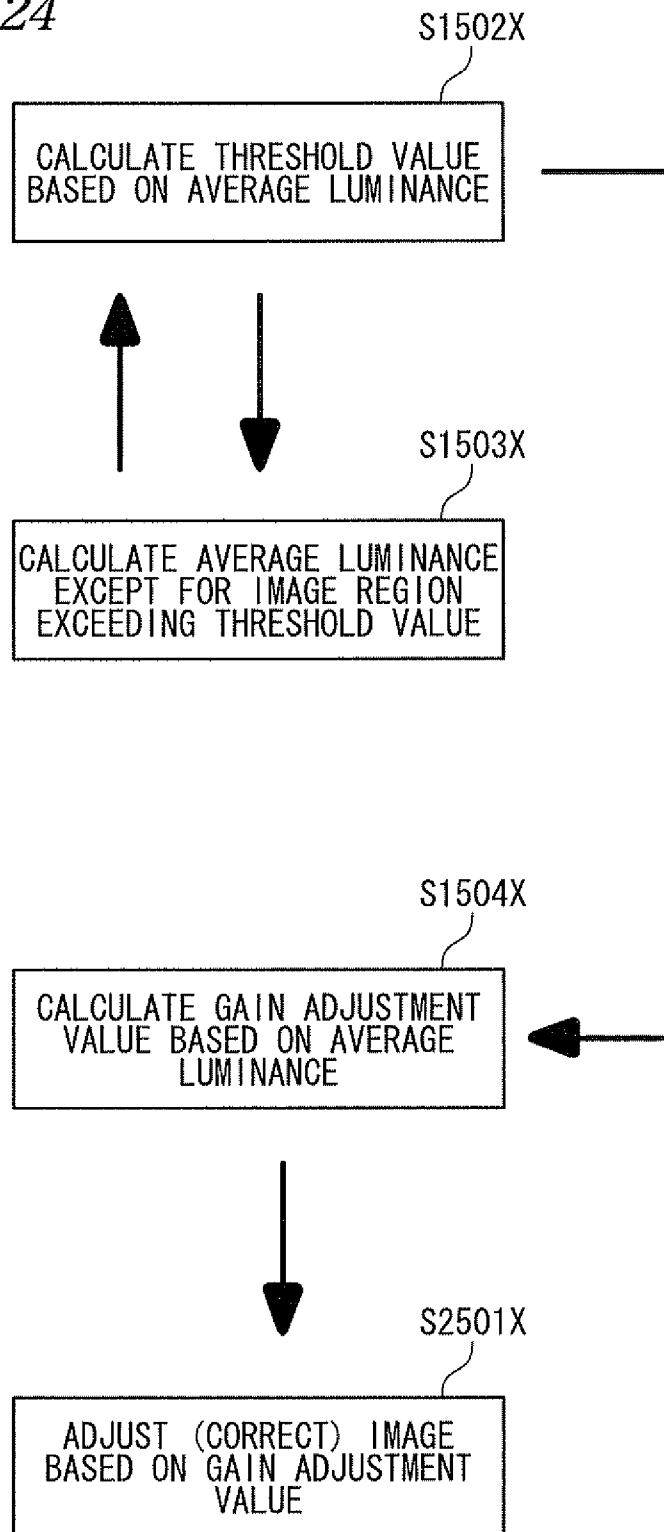 24
S1502X
CALCULATE THRESHOLD VALUE
BASED ON AVERAGE LUMINANCE
S1503X
CALCULATE AVERAGE LUMINANCE
EXCEPT FOR IMAGE REGION
EXCEEDING THRESHOLD VALUE
S1504X
CALCULATE GAIN ADJUSTMENT
VALUE BASED ON AVERAGE
LUMINANCE
S2501X
ADJUST (CORRECT) IMAGE
BASED ON GAIN ADJUSTMENT
VALUE